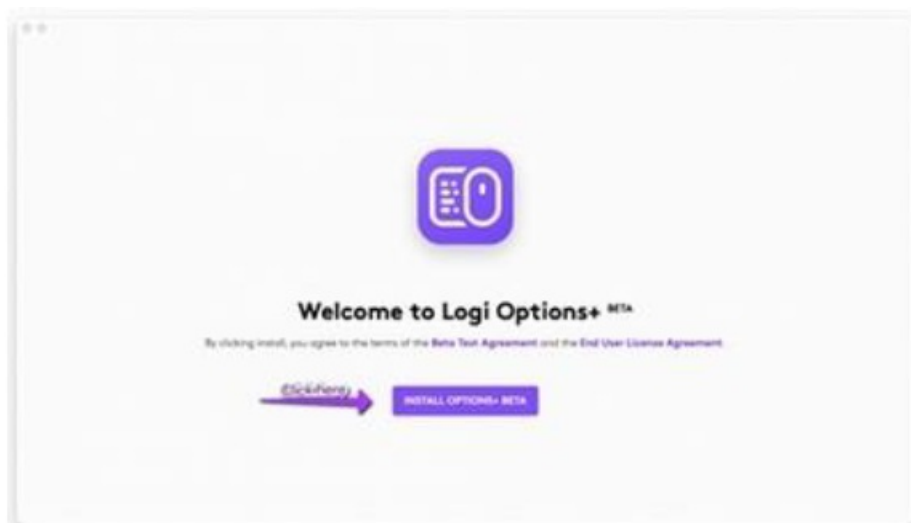 Welcome to Logi Options+ BETA
By clicking install, you agree to the terms of the Beta Test Agreement and the End User License Agreement.
INSTALL OPTIONS+ BETA